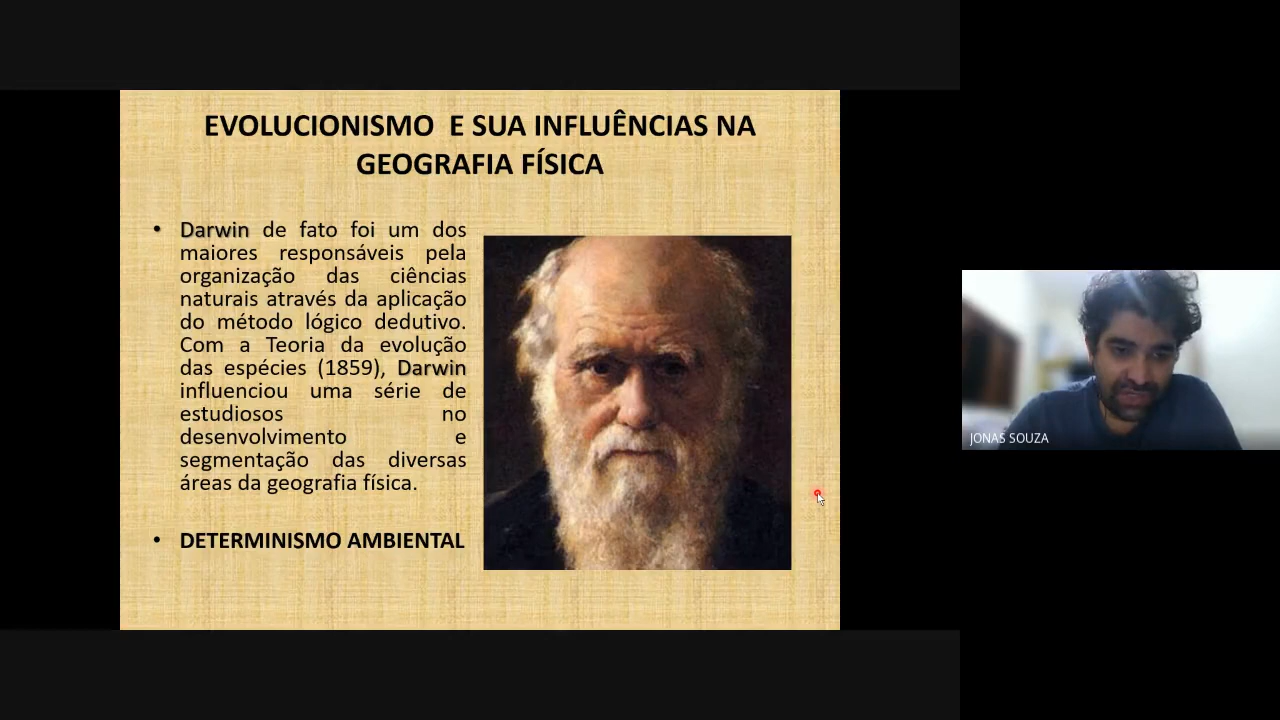 EVOLUCIONISMO E SUA INFLUÊNCIAS NA
GEOGRAFIA FÍSICA
• Darwin de fato foi um dos
maiores responsáveis pela
organização das ciências
naturais através da aplicação
do método lógico dedutivo.
Com a Teoria da evolução
das espécies (1859), Darwin
influenciou uma série de
estudiosos no
desenvolvimento e
segmentação das diversas
áreas da geografia física.
• DETERMINISMO AMBIENTAL
JONAS SOUZA